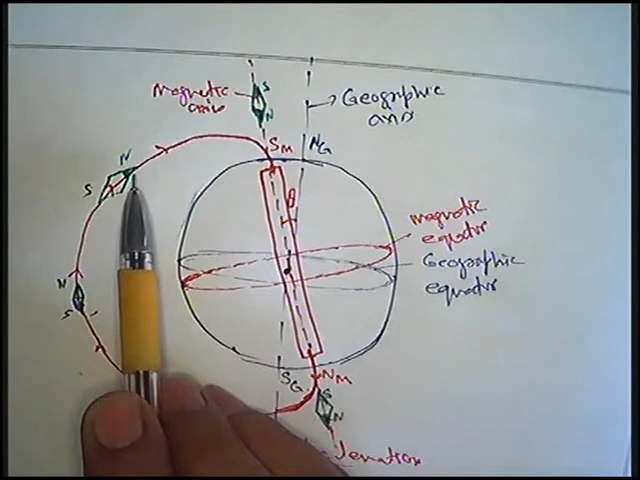 S
N
Magnetic
axis
Geographic
axis
SM
NG
N
S
θ
magnetic
equator
Geographic
equator
N
S
SG
NM
S
N